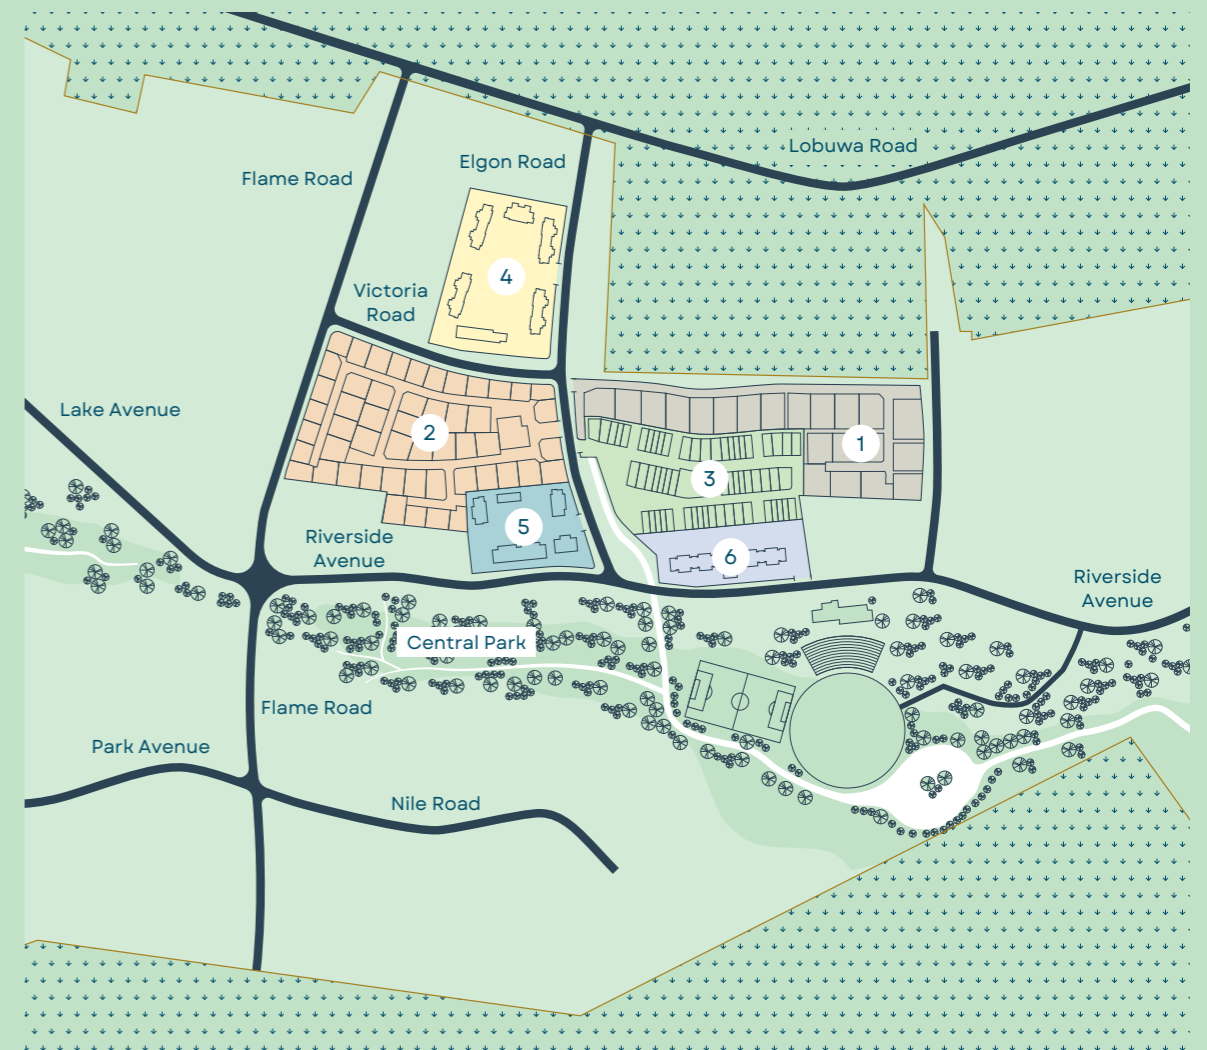 Lobuwa Road
Elgon Road
Flame Road
4
Victoria
Road
Lake Avenue
2
1
3
5
Riverside
Avenue
6
Riverside
Avenue
Central Park
Flame Road
Park Avenue
Nile Road